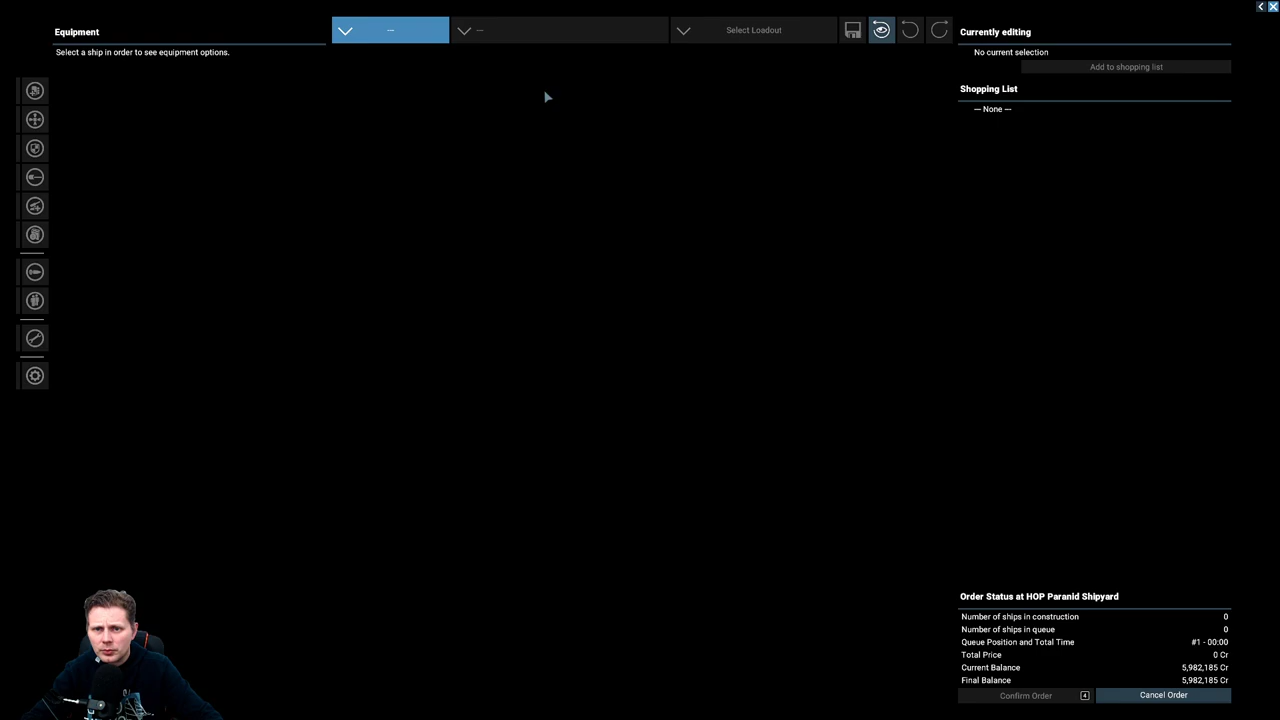 Equipment
Select a ship in order to see equipment options.
—
—
Select Loadout
Currently editing
No current selection
Add to shopping list
Shopping List
— None —
Order Status at HOP Paranid Shipyard
Number of ships in construction 0
Number of ships in queue 0
Queue Position and Total Time #1 - 00:00
Total Price 0 Cr
Current Balance 5,982,185 Cr
Final Balance 5,982,185 Cr
Confirm Order 4 Cancel Order